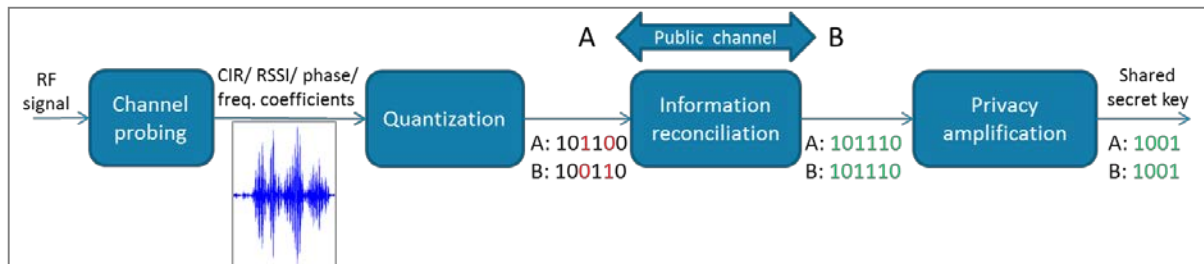 A
Public channel
B
RF
signal
Channel
probing
CIR/ RSSI/ phase/
freq. coefficients
Quantization
A: 101100
B: 100110
Information
reconciliation
A: 101110
B: 101110
Privacy
amplification
Shared
secret key
A: 1001
B: 1001